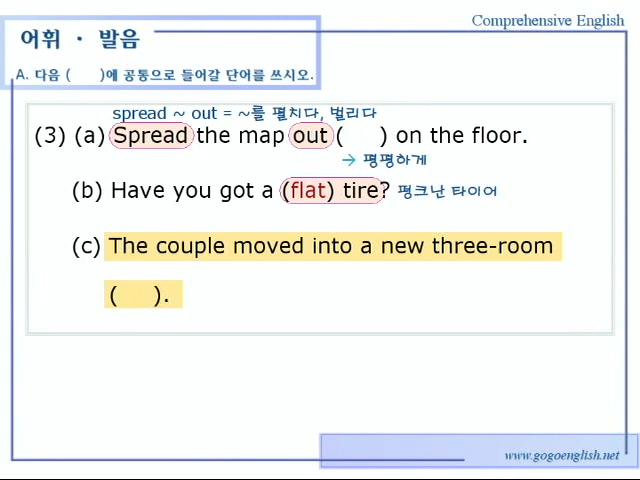 Comprehensive English
어휘 · 발음
A. 다음 ( )에 공통으로 들어갈 단어를 쓰시오.
spread ~ out = ~를 펼치다, 벌리다
(3) (a) Spread the map out ( ) on the floor.
→ 평평하게
(b) Have you got a (flat) tire? 펑크난 타이어
(c) The couple moved into a new three-room
( ).
www.gogoenglish.net